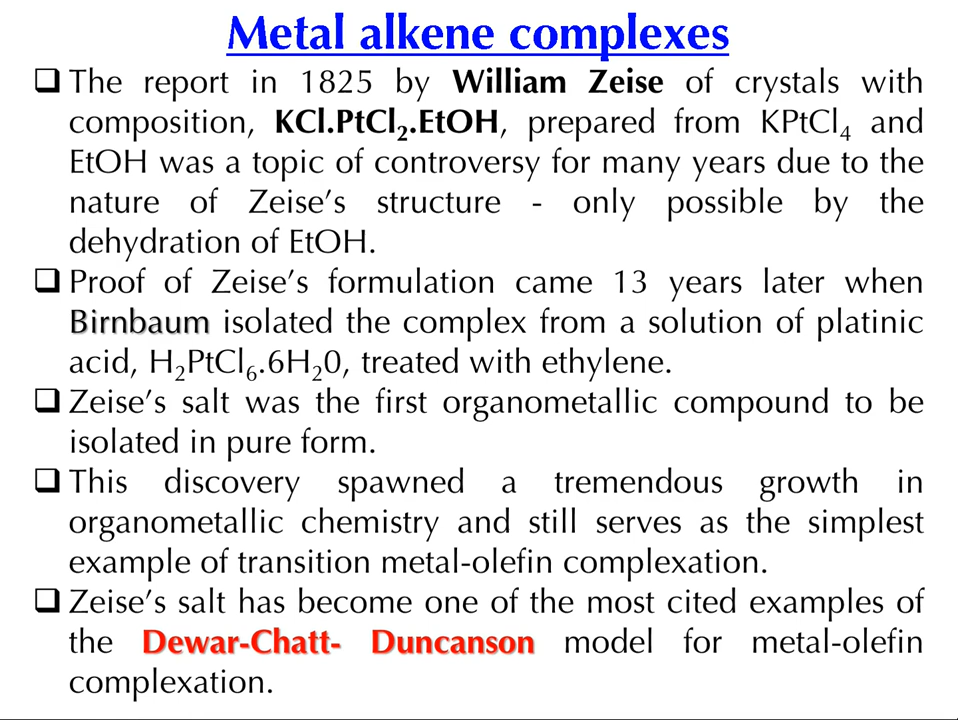 Metal alkene complexes
❑ The report in 1825 by William Zeise of crystals with
composition, KCl.PtCl₂.EtOH, prepared from KPtCl₄ and
EtOH was a topic of controversy for many years due to the
nature of Zeise’s structure - only possible by the
dehydration of EtOH.
❑ Proof of Zeise’s formulation came 13 years later when
Birnbaum isolated the complex from a solution of platinic
acid, H₂PtCl₆.6H₂0, treated with ethylene.
❑ Zeise’s salt was the first organometallic compound to be
isolated in pure form.
❑ This discovery spawned a tremendous growth in
organometallic chemistry and still serves as the simplest
example of transition metal-olefin complexation.
❑ Zeise’s salt has become one of the most cited examples of
the Dewar-Chatt- Duncanson model for metal-olefin
complexation.